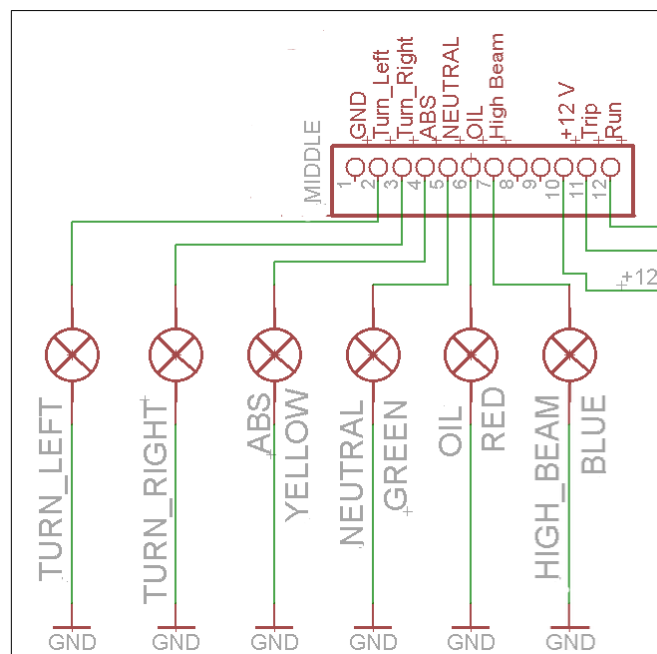 GND
Turn_Left
Turn_Right
ABS
NEUTRAL
OIL
High Beam
+12 V
Trip
Run
MIDDLE
1
2
3
4
5
6
7
8
9
10
11
12
+12
TURN_LEFT
TURN_RIGHT
ABS
YELLOW
NEUTRAL
GREEN
OIL
RED
HIGH_BEAM
BLUE
GND
GND
GND
GND
GND
GND